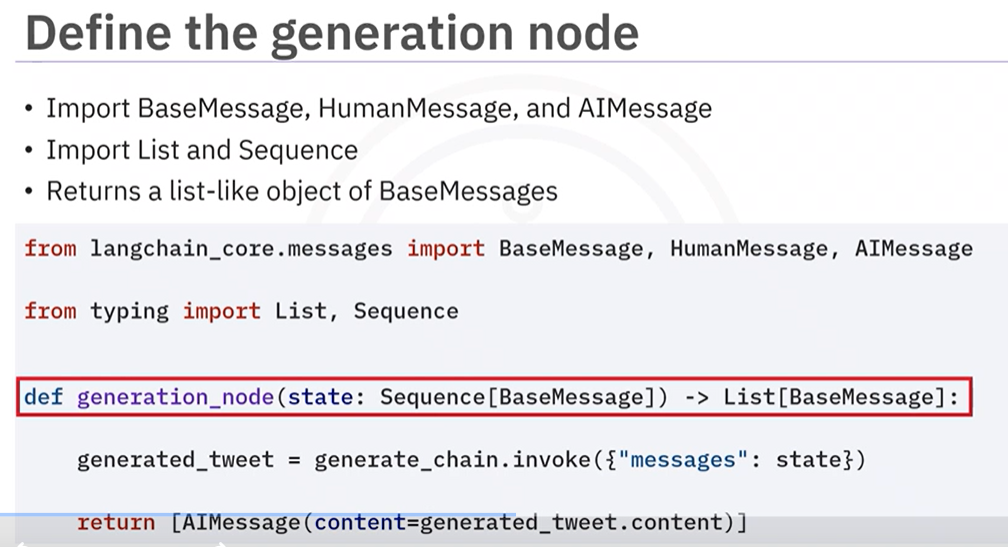 Define the generation node
• Import BaseMessage, HumanMessage, and AIMessage
• Import List and Sequence
• Returns a list-like object of BaseMessages
from langchain_core.messages import BaseMessage, HumanMessage, AIMessage
from typing import List, Sequence
def generation_node(state: Sequence[BaseMessage]) -> List[BaseMessage]:
generated_tweet = generate_chain.invoke({"messages": state})
return [AIMessage(content=generated_tweet.content)]